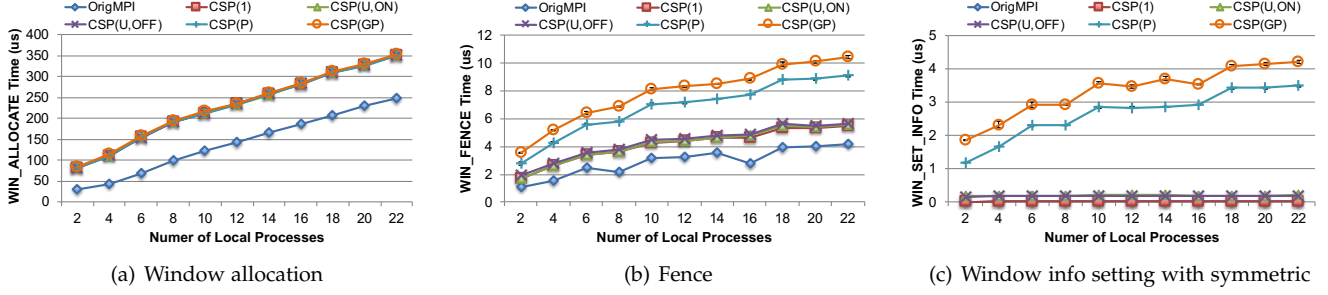 OrigMPI CSP(1) CSP(U,ON)
CSP(U,OFF) CSP(P) CSP(GP)
WIN_ALLOCATE Time (us)
400
350
300
250
200
150
100
50
0
2 4 6 8 10 12 14 16 18 20 22
Numer of Local Processes
(a) Window allocation
OrigMPI CSP(1) CSP(U,ON)
CSP(U,OFF) CSP(P) CSP(GP)
WIN_FENCE Time (us)
12
10
8
6
4
2
0
2 4 6 8 10 12 14 16 18 20 22
Numer of Local Processes
(b) Fence
OrigMPI CSP(1) CSP(U,ON)
CSP(U,OFF) CSP(P) CSP(GP)
WIN_SET_INFO Time (us)
5
4
3
2
1
0
2 4 6 8 10 12 14 16 18 20 22
Numer of Local Processes
(c) Window info setting with symmetric